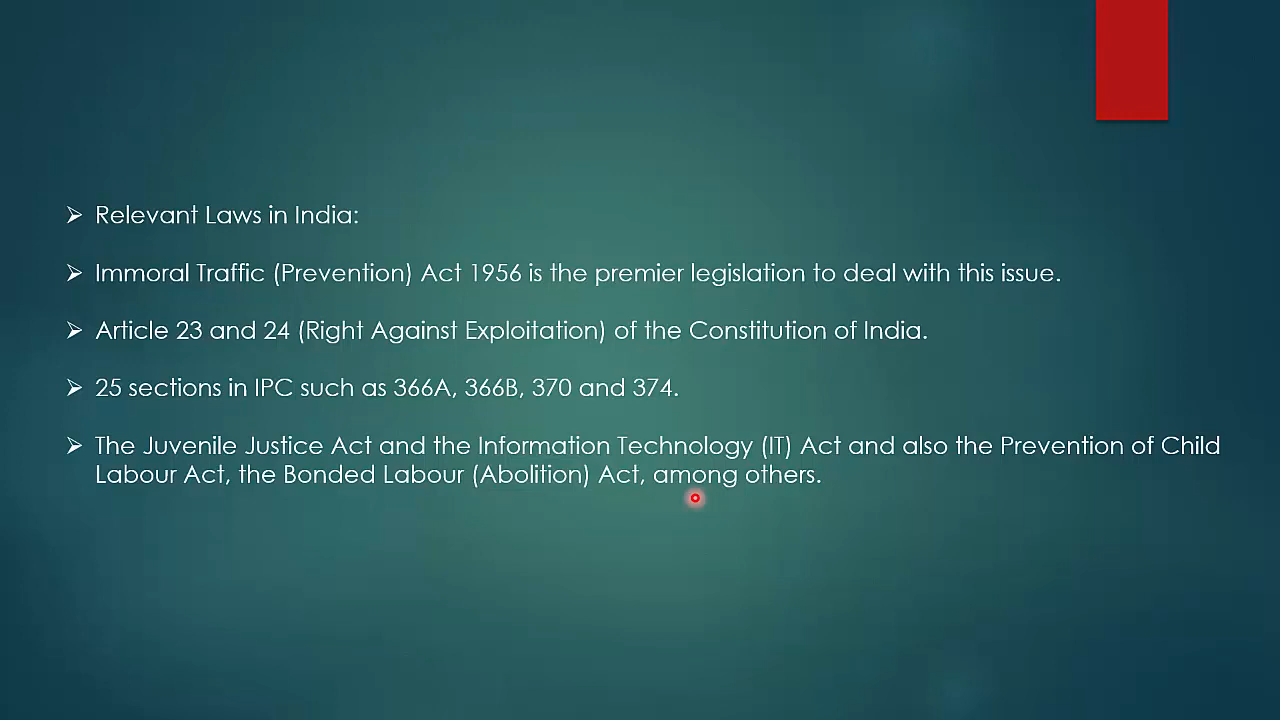 Relevant Laws in India:
Immoral Traffic (Prevention) Act 1956 is the premier legislation to deal with this issue.
Article 23 and 24 (Right Against Exploitation) of the Constitution of India.
25 sections in IPC such as 366A, 366B, 370 and 374.
The Juvenile Justice Act and the Information Technology (IT) Act and also the Prevention of Child
Labour Act, the Bonded Labour (Abolition) Act, among others.